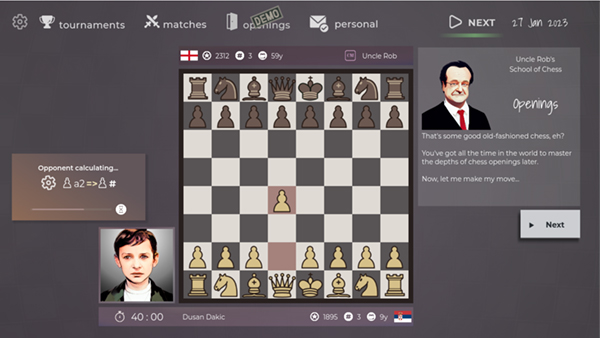 tournaments
matches
openings
DEMO
personal
NEXT
27 Jan 2023
2312 3 59y
CM
Uncle Rob
Uncle Rob's
School of Chess
Openings
That's some good old-fashioned chess, eh?
You've got all the time in the world to master
the depths of chess openings later.
Now, let me make my move...
Next
Opponent calculating...
a2=>#
40:00
Dusan Dakic
1895 3 9y